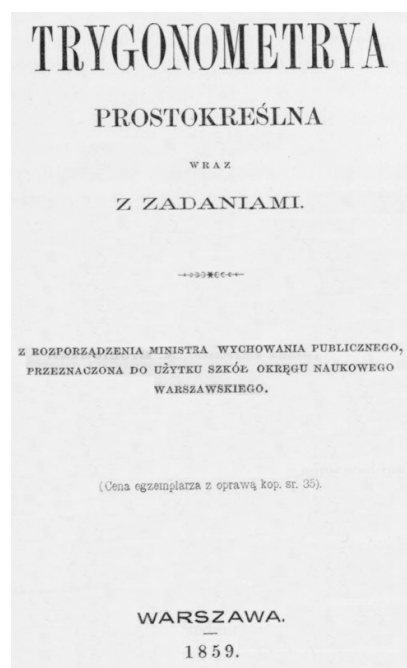 TRYGONOMETRYA
PROSTOKREŚLNA
WRAZ
Z ZADANIAMI.
Z ROZPORZĄDZENIA MINISTRA WYCHOWANIA PUBLICZNEGO,
PRZEZNACZONA DO UŻYTKU SZKÓŁ OKRĘGU NAUKOWEGO
WARSZAWSKIEGO.
(Cena egzemplarza z oprawą kop. sr. 35).
WARSZAWA.
1859.